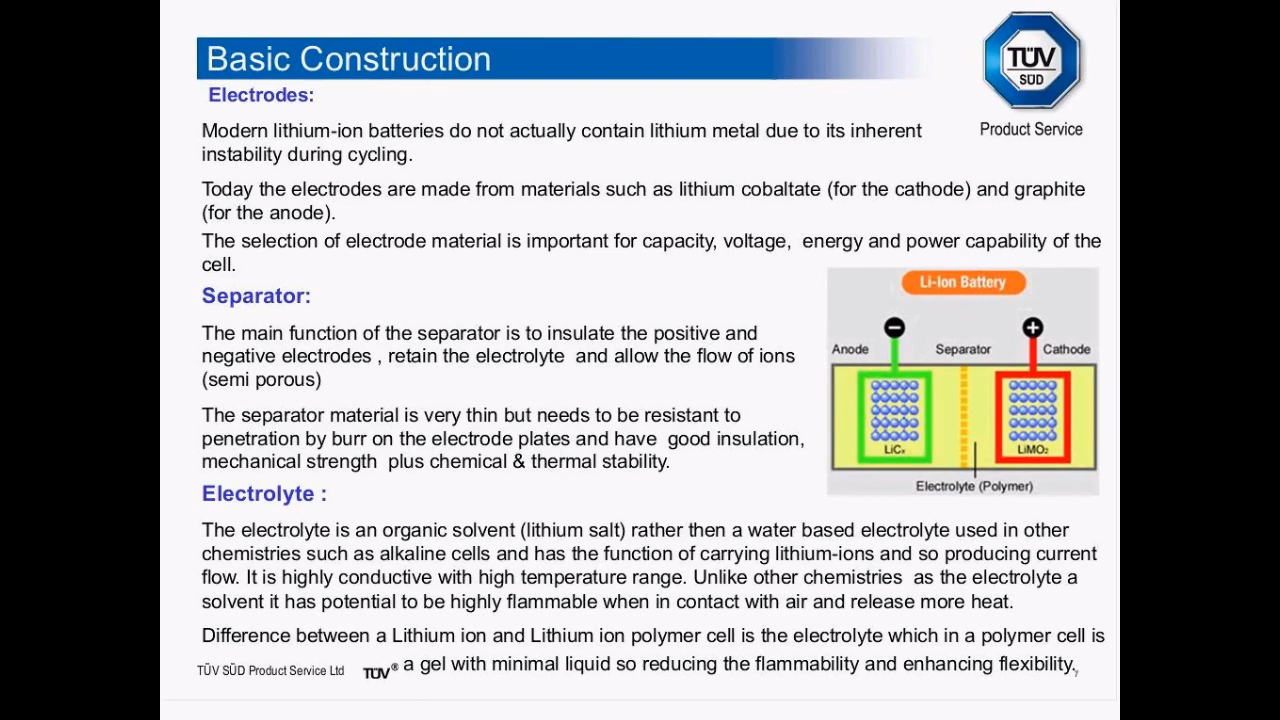 Basic Construction
TÜV
SÜD
Product Service
Electrodes:
Modern lithium-ion batteries do not actually contain lithium metal due to its inherent
instability during cycling.
Today the electrodes are made from materials such as lithium cobaltate (for the cathode) and graphite
(for the anode).
The selection of electrode material is important for capacity, voltage, energy and power capability of the
cell.
Separator:
The main function of the separator is to insulate the positive and
negative electrodes , retain the electrolyte and allow the flow of ions
(semi porous)
The separator material is very thin but needs to be resistant to
penetration by burr on the electrode plates and have good insulation,
mechanical strength plus chemical & thermal stability.
Li-Ion Battery
− +
Anode Separator Cathode
LiCx LiMO2
Electrolyte (Polymer)
Electrolyte :
The electrolyte is an organic solvent (lithium salt) rather then a water based electrolyte used in other
chemistries such as alkaline cells and has the function of carrying lithium-ions and so producing current
flow. It is highly conductive with high temperature range. Unlike other chemistries as the electrolyte a
solvent it has potential to be highly flammable when in contact with air and release more heat.
Difference between a Lithium ion and Lithium ion polymer cell is the electrolyte which in a polymer cell is
a gel with minimal liquid so reducing the flammability and enhancing flexibility.
TÜV SÜD Product Service Ltd TÜV® 7